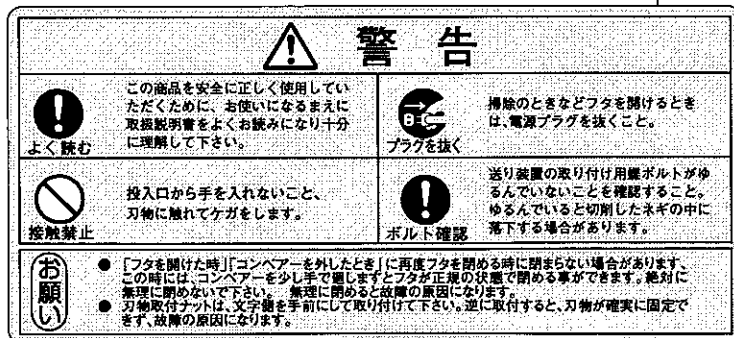 警告
よく読む
この商品を安全に正しく使用してい
ただくために、お使いになるまえに
取扱説明書をよくお読みになり十分
に理解して下さい。
プラグを抜く
掃除のときなどフタを開けるとき
は、電源プラグを抜くこと。
接触禁止
投入口から手を入れないこと、
刃物に触れてケガをします。
ボルト確認
送り装置の取り付け用蝶ボルトがゆ
るんでいないことを確認すること。
ゆるんでいると切削したネギの中に
落下する場合があります。
お願い
● 「フタを開けた時」「コンベアーを外したとき」に再度フタを閉める時に閉まらない場合があります、
この時には、コンベアーを少し手で廻しますとフタが正規の状態で閉める事ができます。絶対に
無理に閉めないで下さい。 無理に閉めると故障の原因になります。
● 刃物取付ナットは、文字側を手前にして取り付けて下さい。逆に取付すると、刃物が確実に固定で
きず、故障の原因になります。